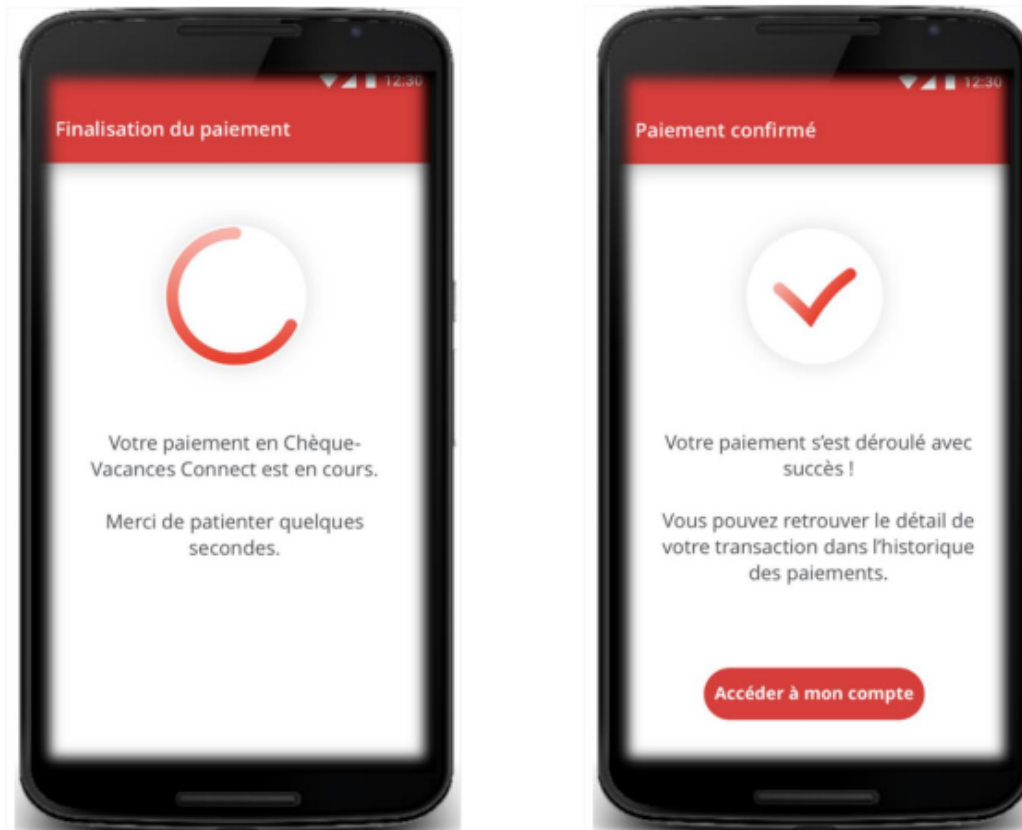 12:30
Finalisation du paiement
Votre paiement en Chèque-
Vacances Connect est en cours.
Merci de patienter quelques
secondes.
12:30
Paiement confirmé
Votre paiement s'est déroulé avec
succès !
Vous pouvez retrouver le détail de
votre transaction dans l'historique
des paiements.
Accéder à mon compte